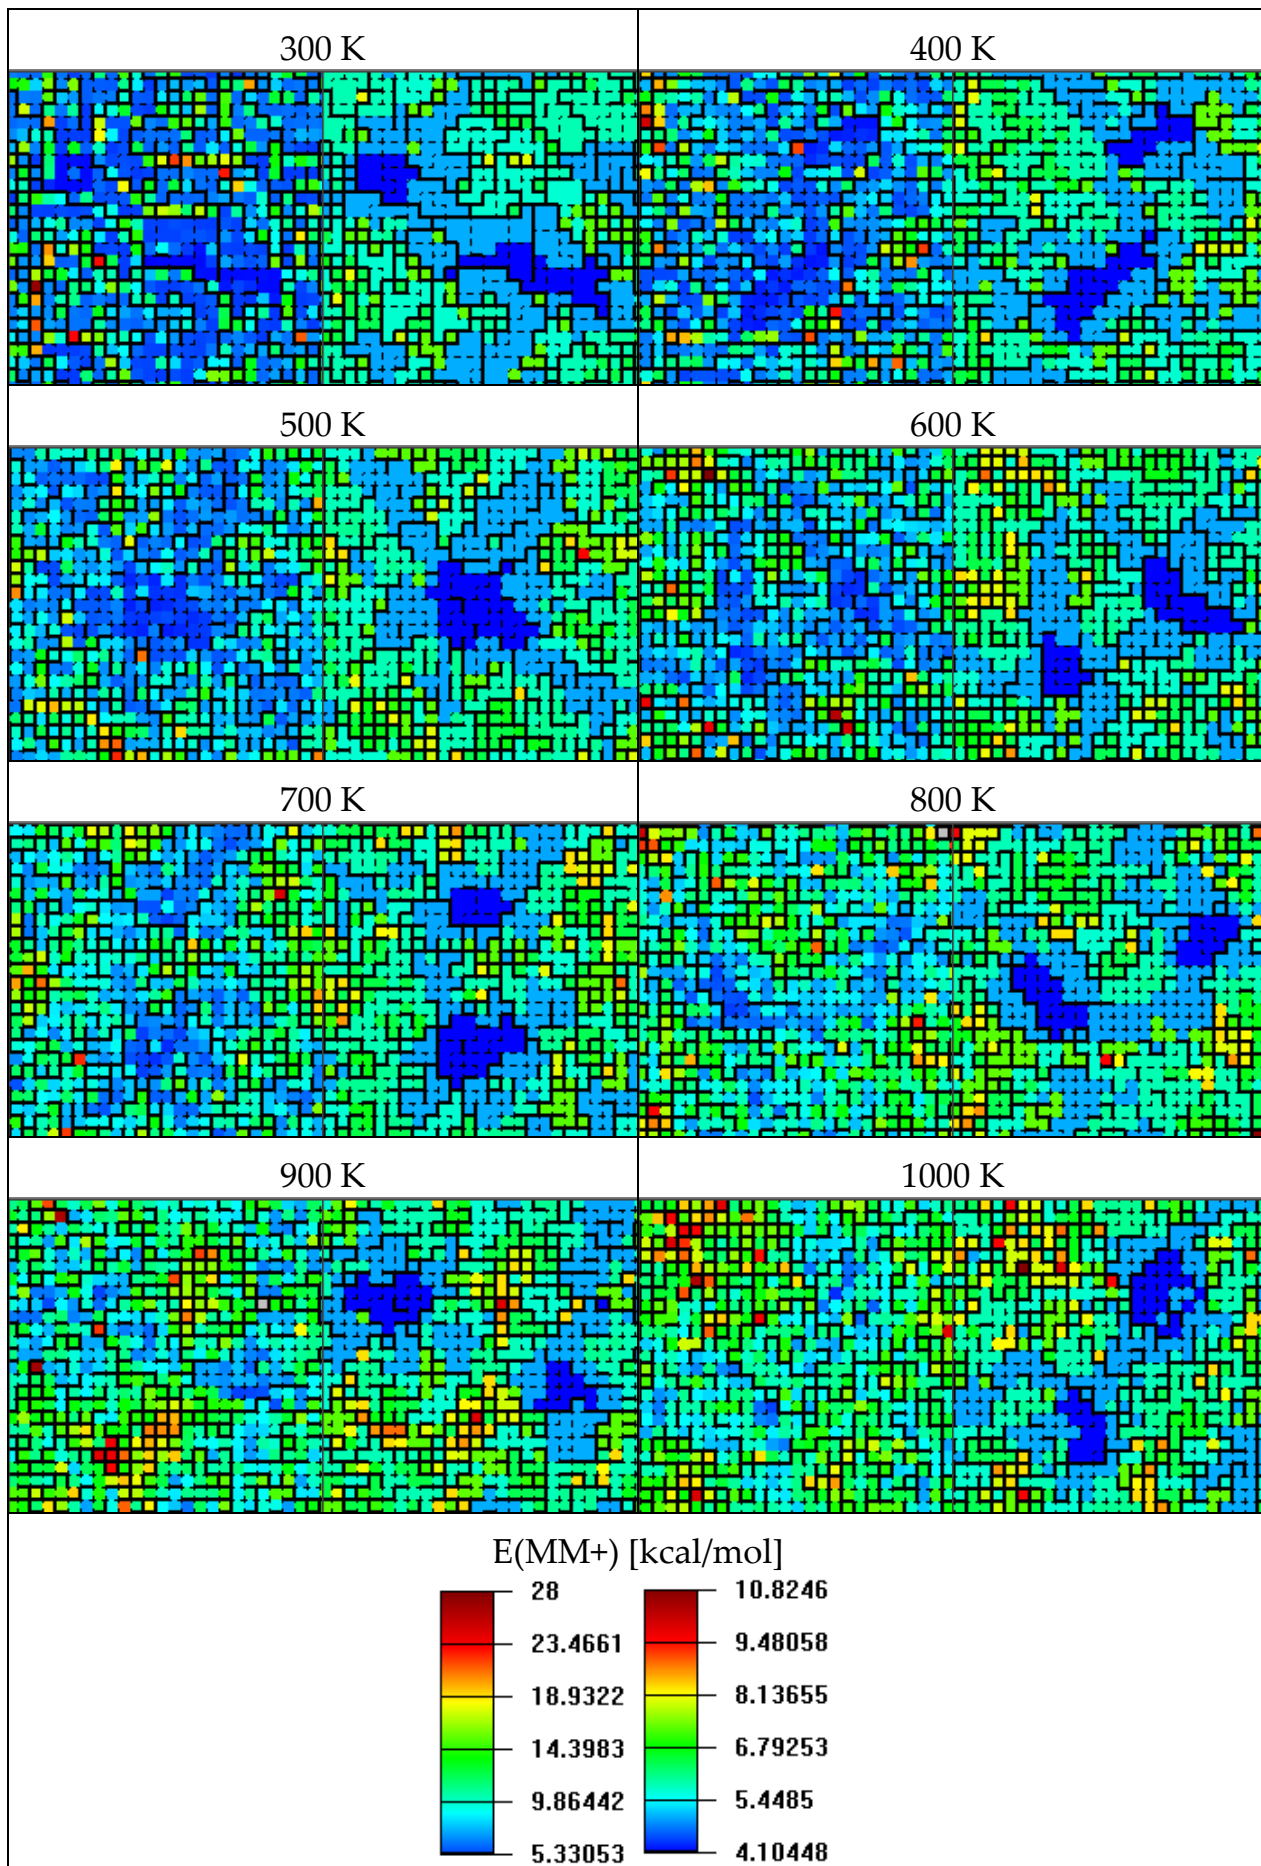 300 K
400 K
500 K
600 K
700 K
800 K
900 K
1000 K
E(MM+) [kcal/mol]
28 10.8246
23.4661 9.48058
18.9322 8.13655
14.3983 6.79253
9.86442 5.4485
5.33053 4.10448